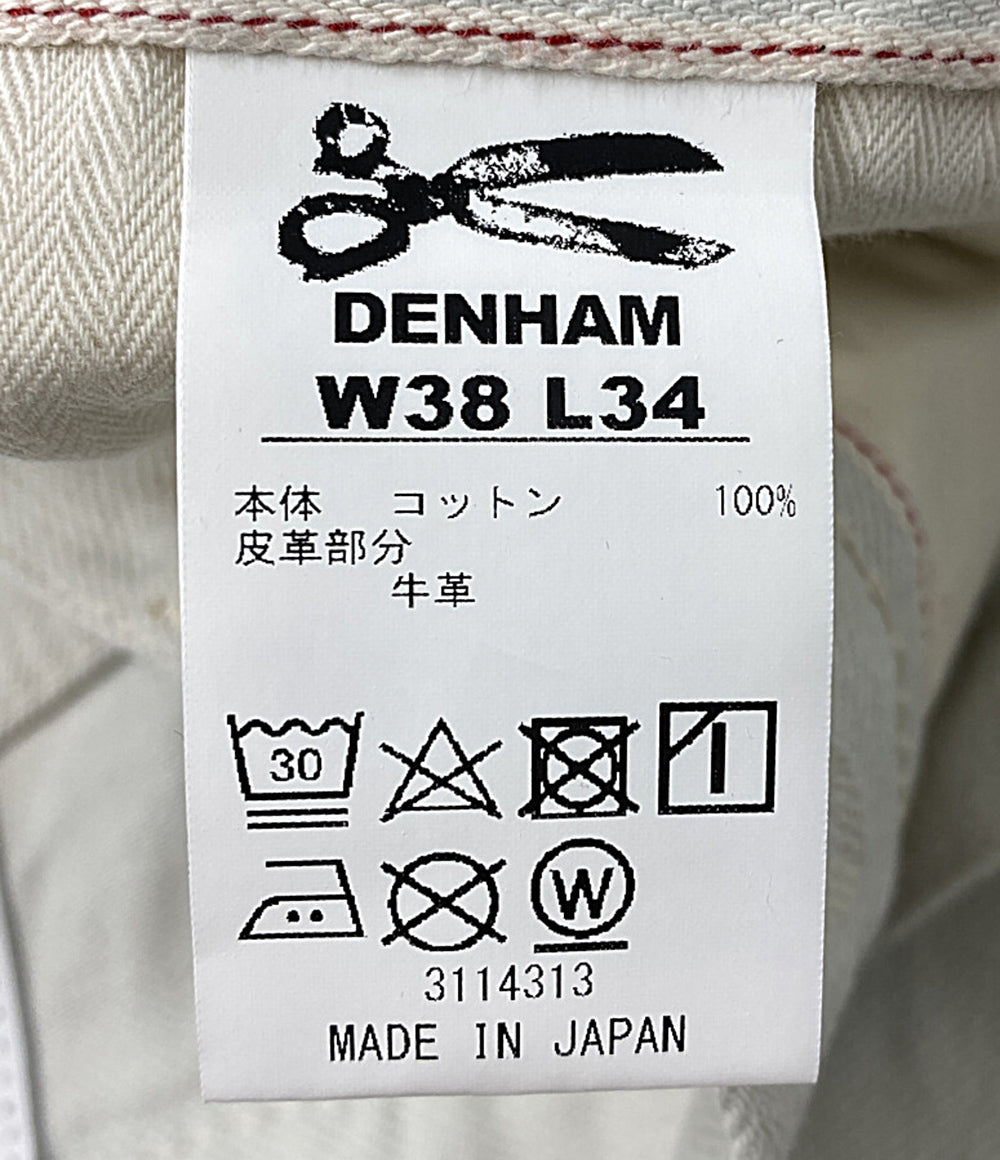 DENHAM
W38 L34
本体 コットン 100%
皮革部分
牛革
30
W
3114313
MADE IN JAPAN